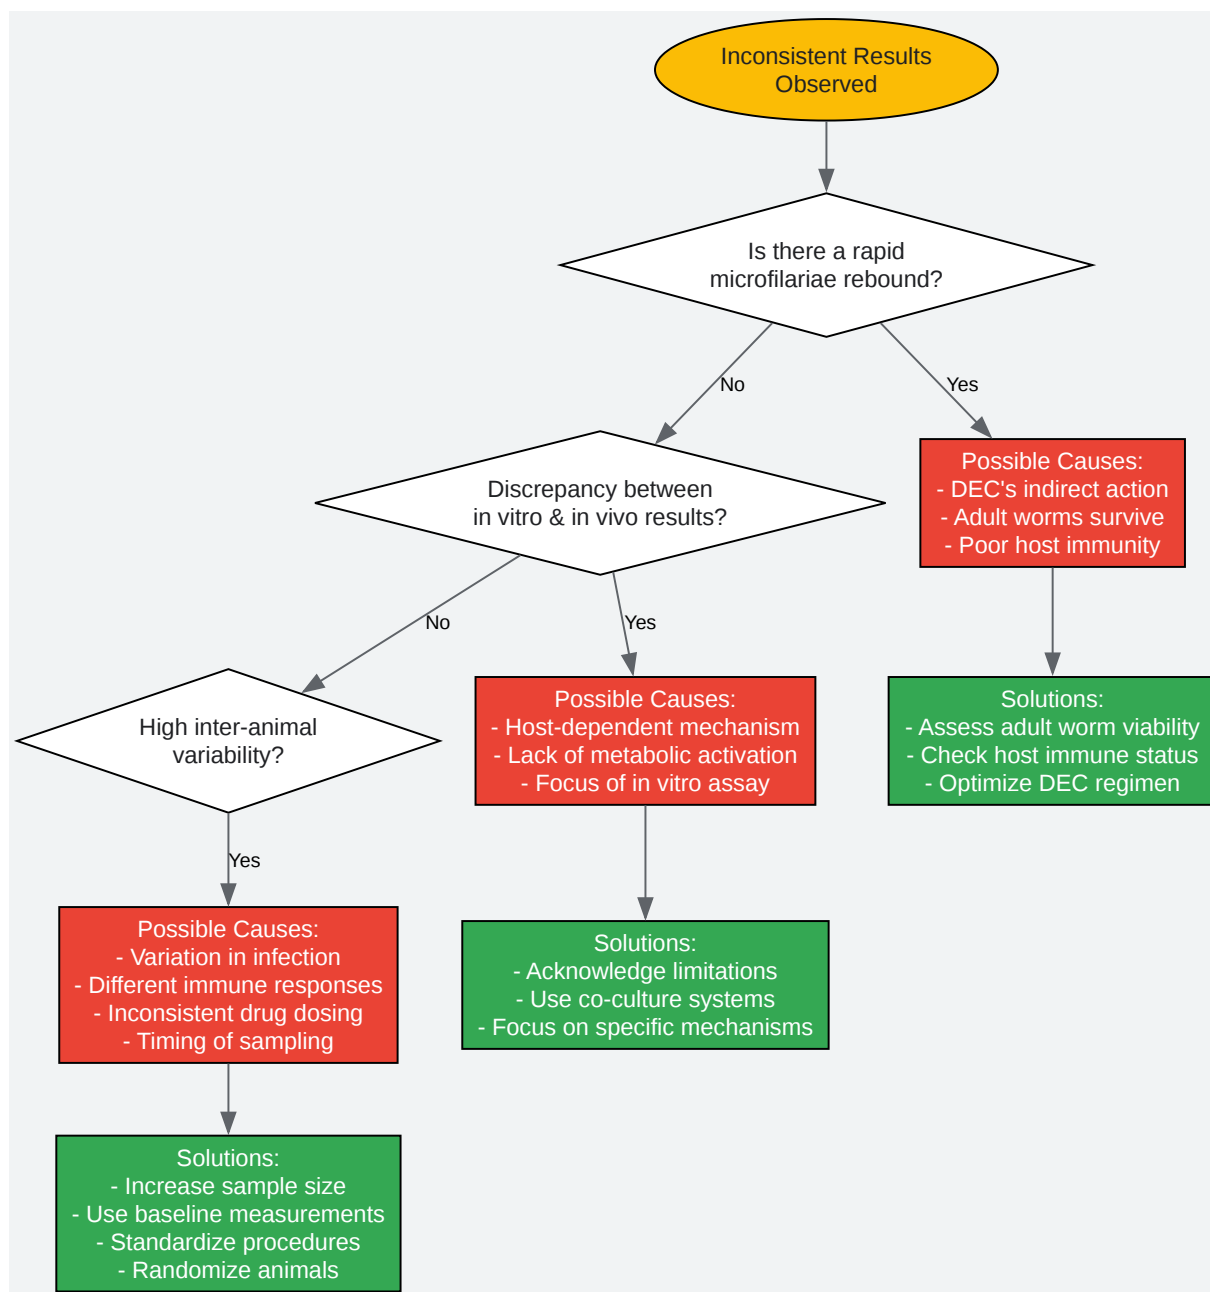 Inconsistent Results
Observed
Is there a rapid
microfilariae rebound?
No
Yes
Discrepancy between
in vitro & in vivo results?
Possible Causes:
- DEC's indirect action
- Adult worms survive
- Poor host immunity
No
Yes
High inter-animal
variability?
Possible Causes:
- Host-dependent mechanism
- Lack of metabolic activation
- Focus of in vitro assay
Solutions:
- Assess adult worm viability
- Check host immune status
- Optimize DEC regimen
Yes
Possible Causes:
- Variation in infection
- Different immune responses
- Inconsistent drug dosing
- Timing of sampling
Solutions:
- Acknowledge limitations
- Use co-culture systems
- Focus on specific mechanisms
Solutions:
- Increase sample size
- Use baseline measurements
- Standardize procedures
- Randomize animals